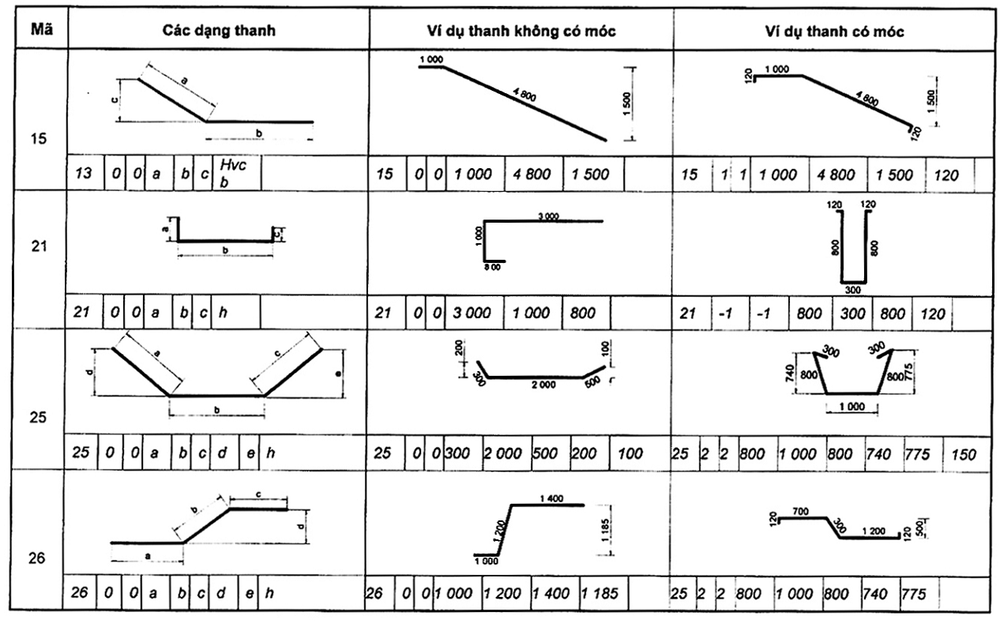 Mã Các dạng thanh Ví dụ thanh không có móc Ví dụ thanh có móc
15
a
c
b
1 000
4 800
1 500
120
1 000
4 800
1 500
120
13 0 0 a b c Hvc b
15 0 0 1 000 4 800 1 500
15 1 1 1 000 4 800 1 500 120
21
a
c
b
3 000
1 000
800
120 120
800
800
300
21 0 0 a b c h
21 0 0 3 000 1 000 800
21 -1 -1 800 300 800 120
25
a
c
d
e
b
200
300
2 000
500
100
300
300
740
800
800
775
1 000
25 0 0 a b c d e h
25 0 0 300 2 000 500 200 100
25 2 2 800 1 000 800 740 775 150
26
c
b
d
a
1 400
1 200
1 185
1 000
120
700
300
1 200
120
500
26 0 0 a b c d e h
26 0 0 1 000 1 200 1 400 1 185
25 2 2 800 1 000 800 740 775